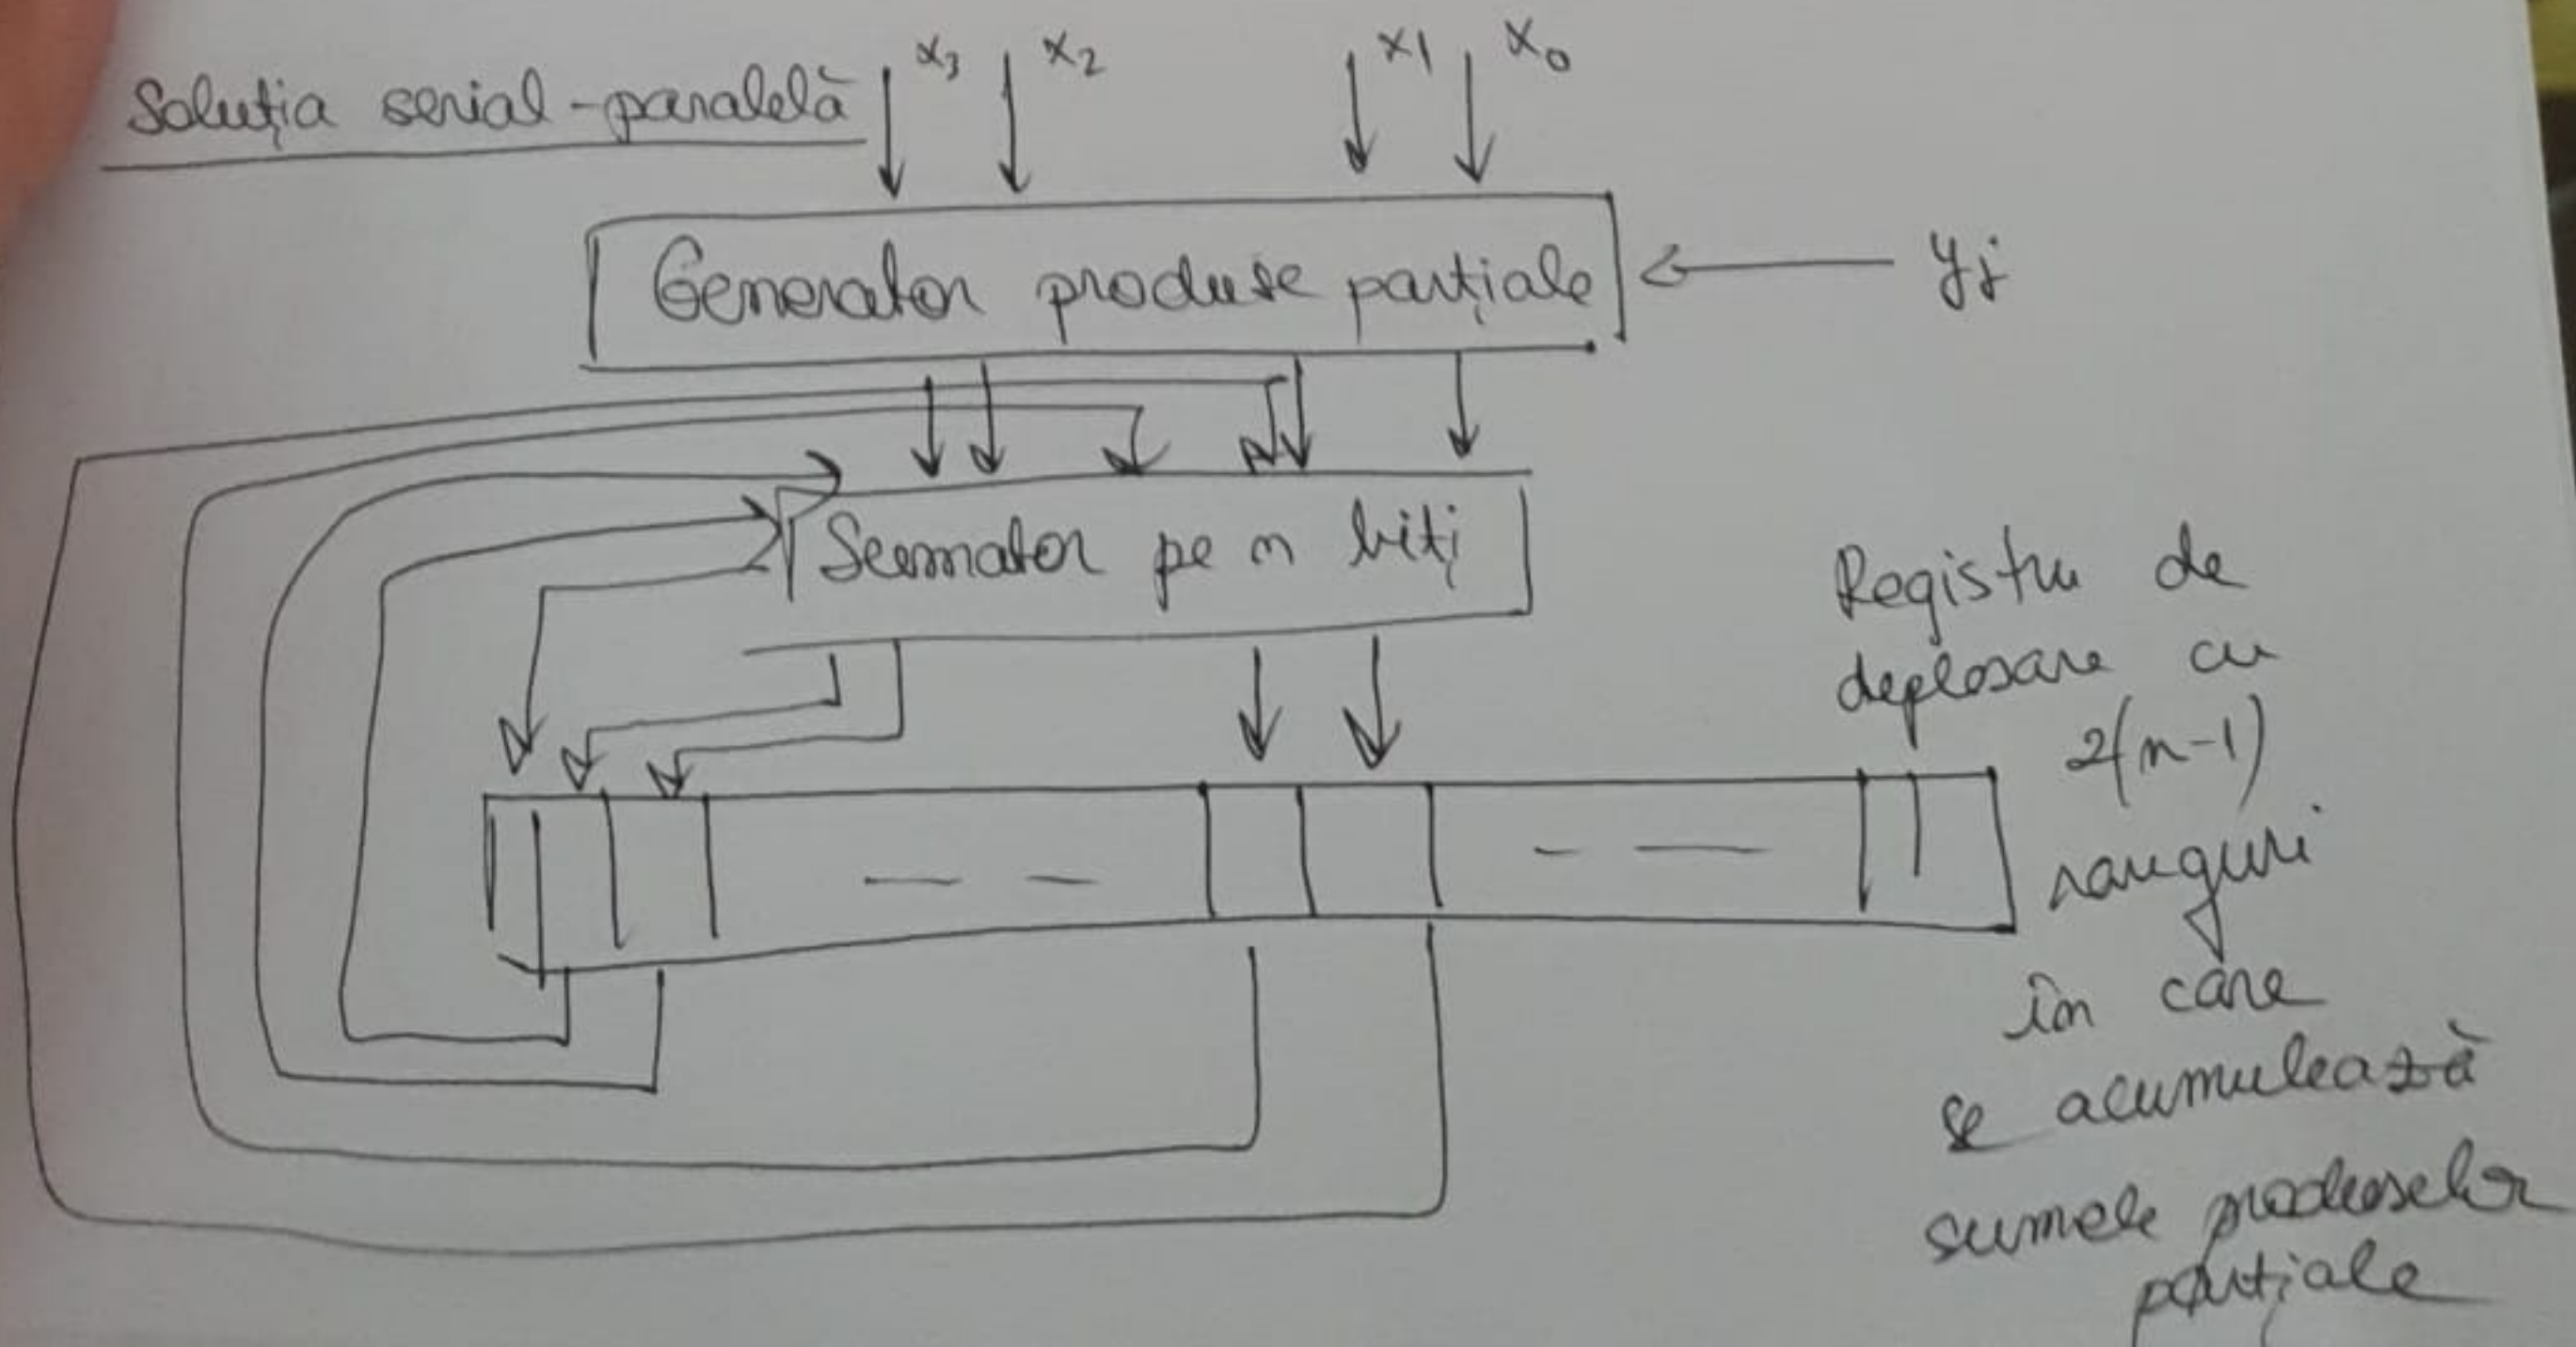 Soluția serial-paralelă
x3 x2 x1 x0
Generator produse parțiale
yj
Sumator pe n biți
Registru de
deplasare cu
2(n-1)
ranguri
în care
se acumulează
sumele produselor
parțiale